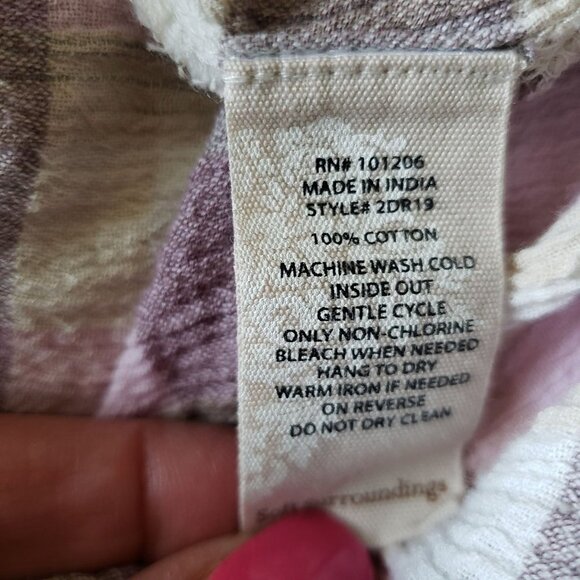 RN# 101206
MADE IN INDIA
STYLE# 2DR19
100% COTTON
MACHINE WASH COLD
INSIDE OUT
GENTLE CYCLE
ONLY NON-CHLORINE
BLEACH WHEN NEEDED
HANG TO DRY
WARM IRON IF NEEDED
ON REVERSE
DO NOT DRY CLEAN
Soft Surroundings